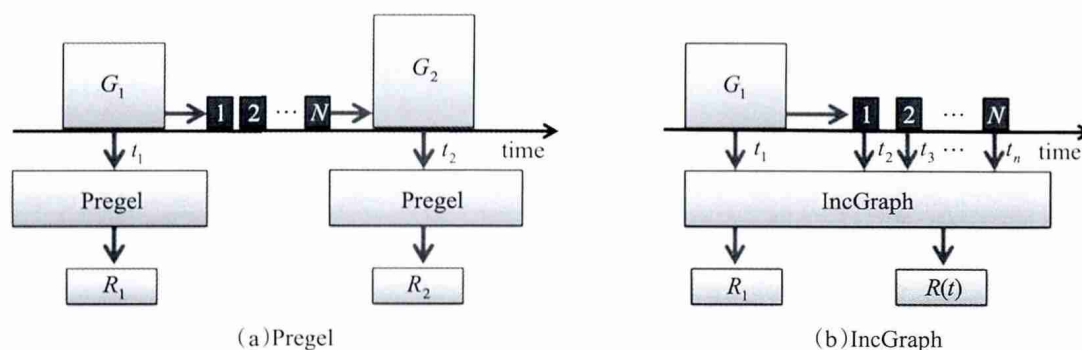 G₁
1 2 ... N
G₂
t₁
t₂
time
Pregel
Pregel
R₁
R₂
(a)Pregel
G₁
1 2 ... N
t₁
t₂ t₃ ... tₙ
time
IncGraph
R₁
R(t)
(b)IncGraph